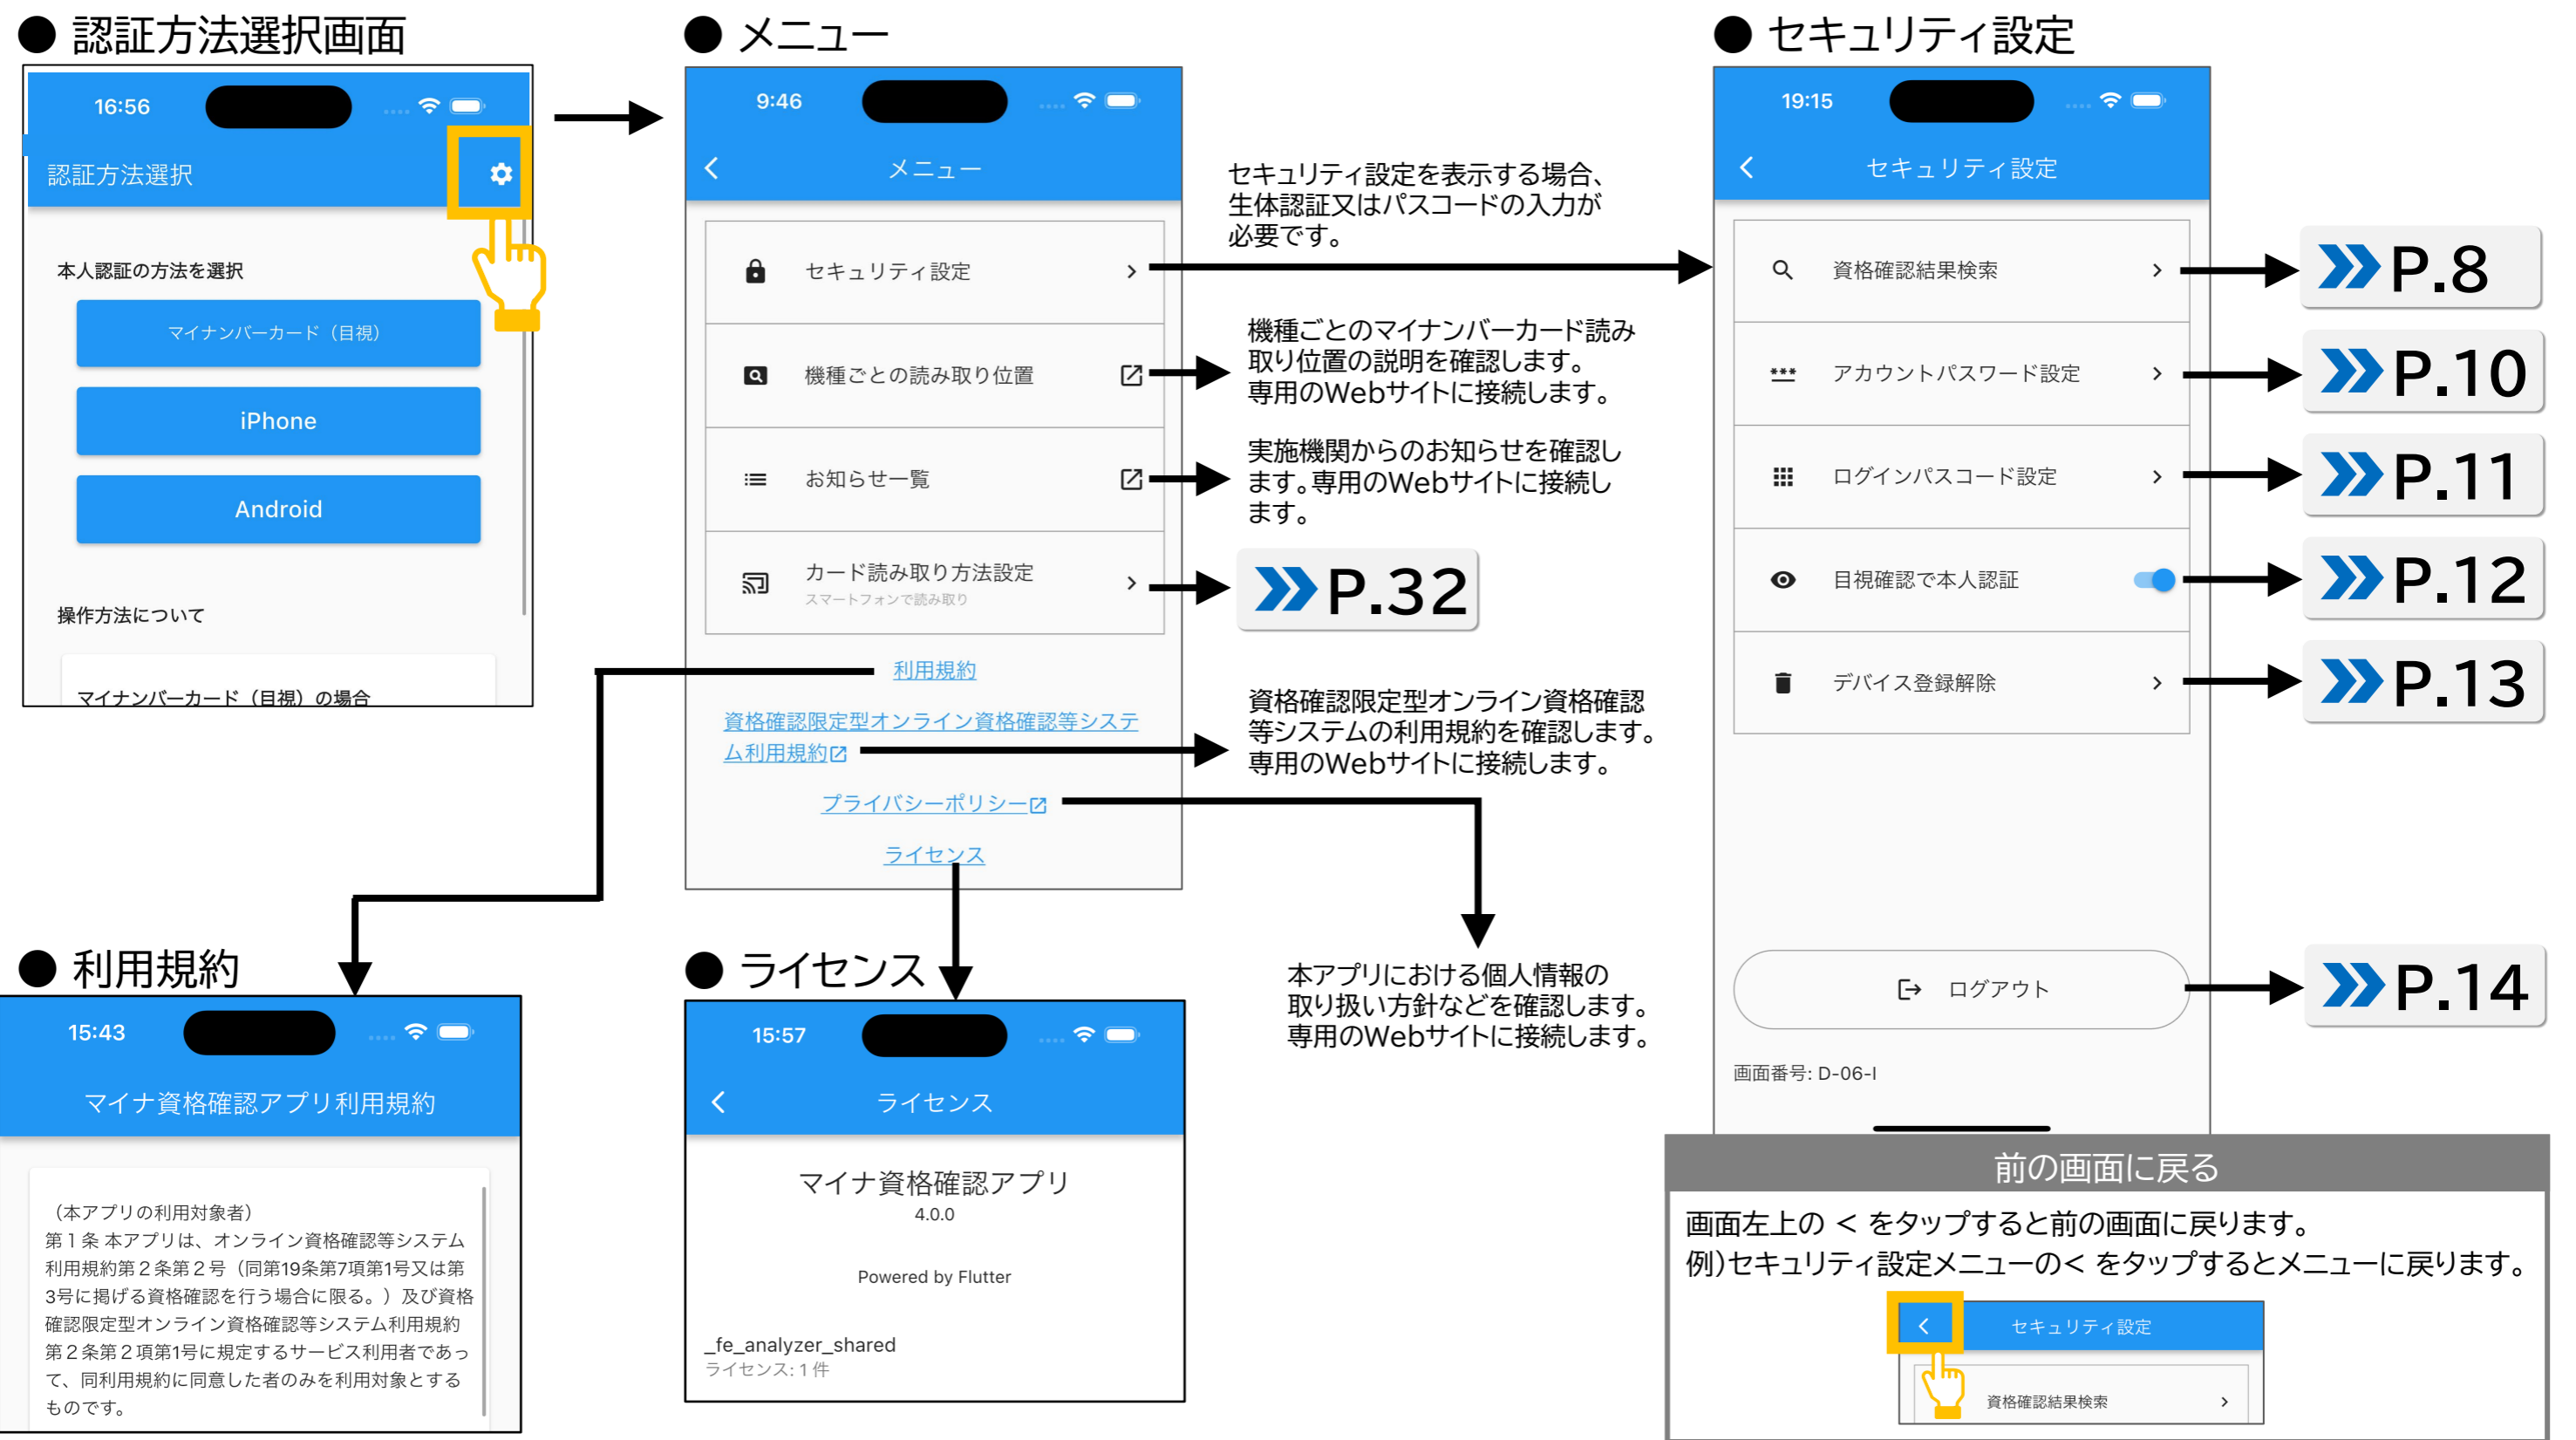 ● 認証方法選択画面
16:56
認証方法選択
本人認証の方法を選択
マイナンバーカード（目視）
iPhone
Android
操作方法について
マイナンバーカード（目視）の場合
● メニュー
9:46
メニュー
セキュリティ設定
機種ごとの読み取り位置
お知らせ一覧
カード読み取り方法設定
スマートフォンで読み取り
利用規約
資格確認限定型オンライン資格確認等システ
ム利用規約
プライバシーポリシー
ライセンス
セキュリティ設定を表示する場合、
生体認証又はパスコードの入力が
必要です。
機種ごとのマイナンバーカード読み
取り位置の説明を確認します。
専用のWebサイトに接続します。
実施機関からのお知らせを確認し
ます。専用のWebサイトに接続し
ます。
P.32
資格確認限定型オンライン資格確認
等システムの利用規約を確認します。
専用のWebサイトに接続します。
本アプリにおける個人情報の
取り扱い方針などを確認します。
専用のWebサイトに接続します。
● セキュリティ設定
19:15
セキュリティ設定
資格確認結果検索
P.8
アカウントパスワード設定
P.10
ログインパスコード設定
P.11
目視確認で本人認証
P.12
デバイス登録解除
P.13
ログアウト
P.14
画面番号: D-06-I
● 利用規約
15:43
マイナ資格確認アプリ利用規約
（本アプリの利用対象者）
第１条 本アプリは、オンライン資格確認等システム
利用規約第２条第２号（同第19条第7項第1号又は第
3号に掲げる資格確認を行う場合に限る。）及び資格
確認限定型オンライン資格確認等システム利用規約
第２条第２項第1号に規定するサービス利用者であっ
て、同利用規約に同意した者のみを利用対象とする
ものです。
● ライセンス
15:57
ライセンス
マイナ資格確認アプリ
4.0.0
Powered by Flutter
_fe_analyzer_shared
ライセンス: 1 件
前の画面に戻る
画面左上の < をタップすると前の画面に戻ります。
例)セキュリティ設定メニューの< をタップするとメニューに戻ります。
セキュリティ設定
資格確認結果検索